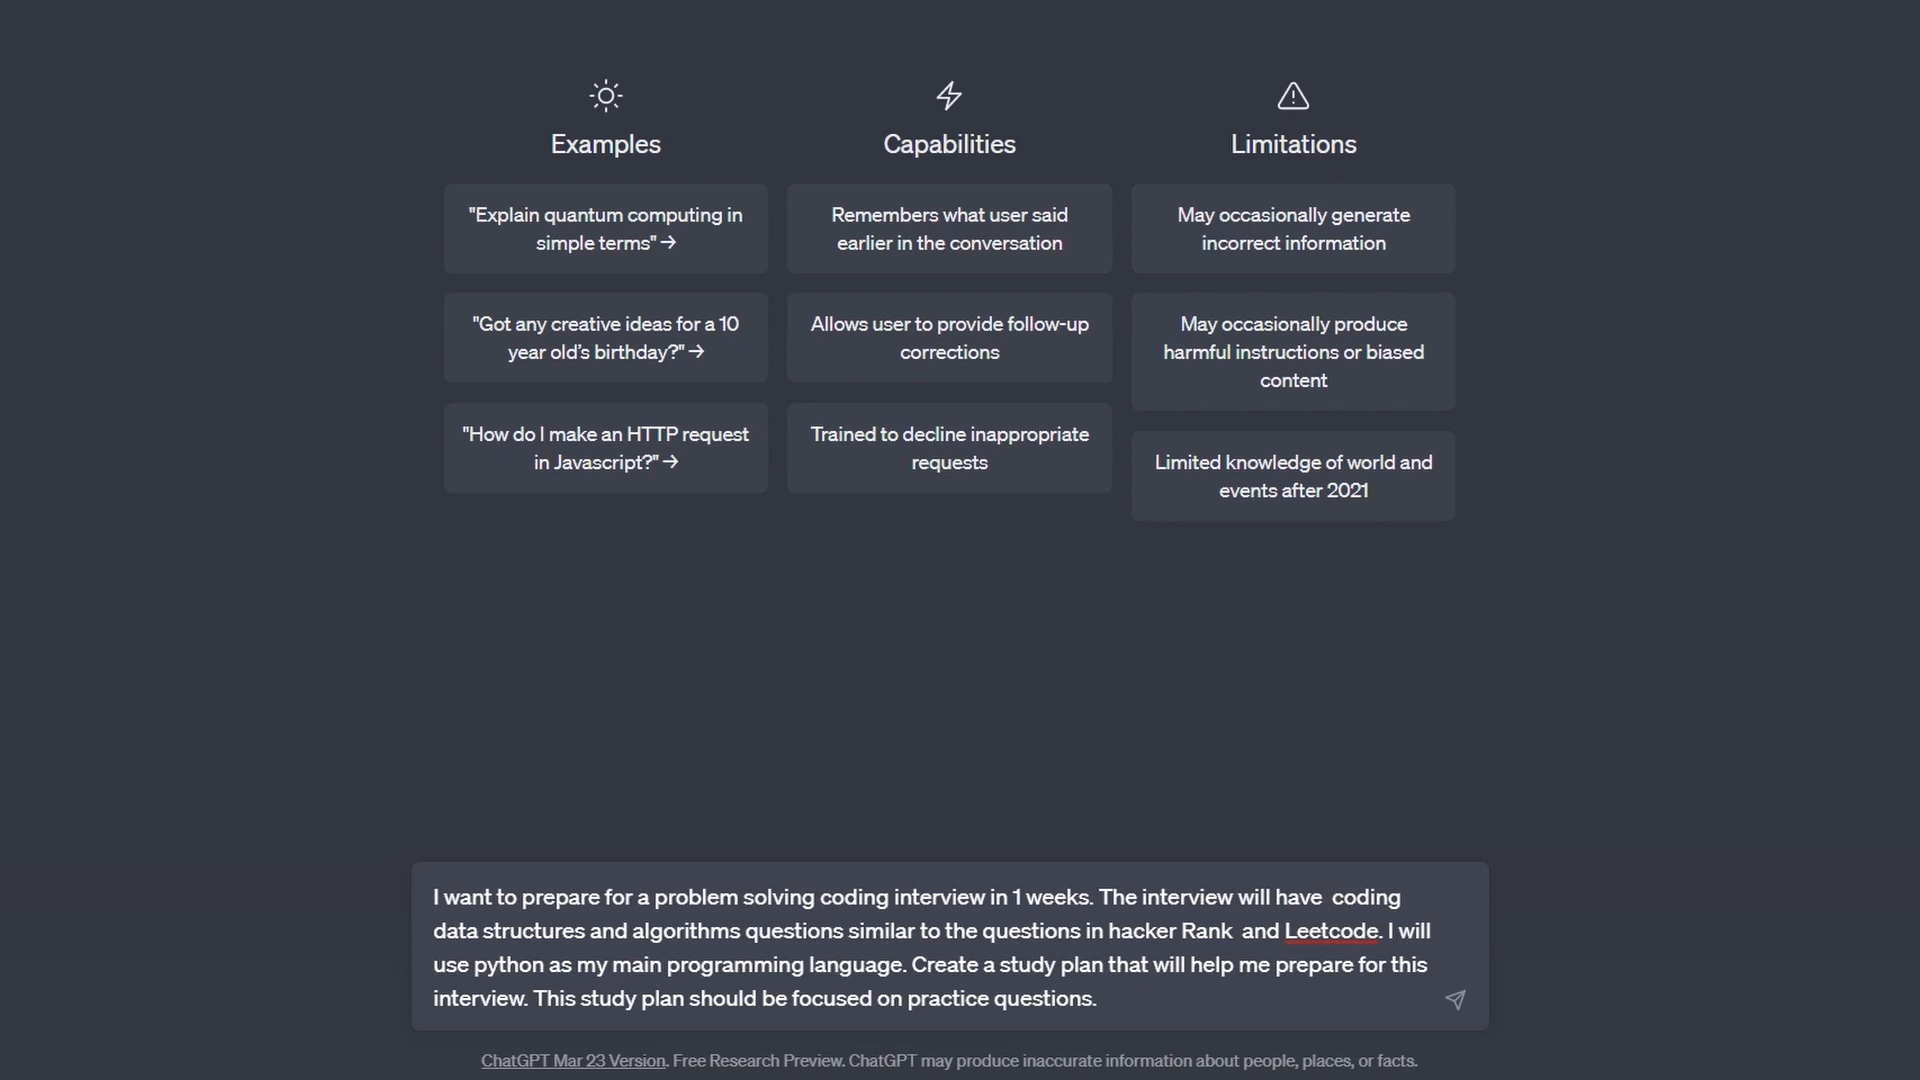 Examples
"Explain quantum computing in
simple terms" →
"Got any creative ideas for a 10
year old’s birthday?" →
"How do I make an HTTP request
in Javascript?" →
Capabilities
Remembers what user said
earlier in the conversation
Allows user to provide follow-up
corrections
Trained to decline inappropriate
requests
Limitations
May occasionally generate
incorrect information
May occasionally produce
harmful instructions or biased
content
Limited knowledge of world and
events after 2021
I want to prepare for a problem solving coding interview in 1 weeks. The interview will have  coding
data structures and algorithms questions similar to the questions in hacker Rank  and Leetcode. I will
use python as my main programming language. Create a study plan that will help me prepare for this
interview. This study plan should be focused on practice questions.
ChatGPT Mar 23 Version. Free Research Preview. ChatGPT may produce inaccurate information about people, places, or facts.